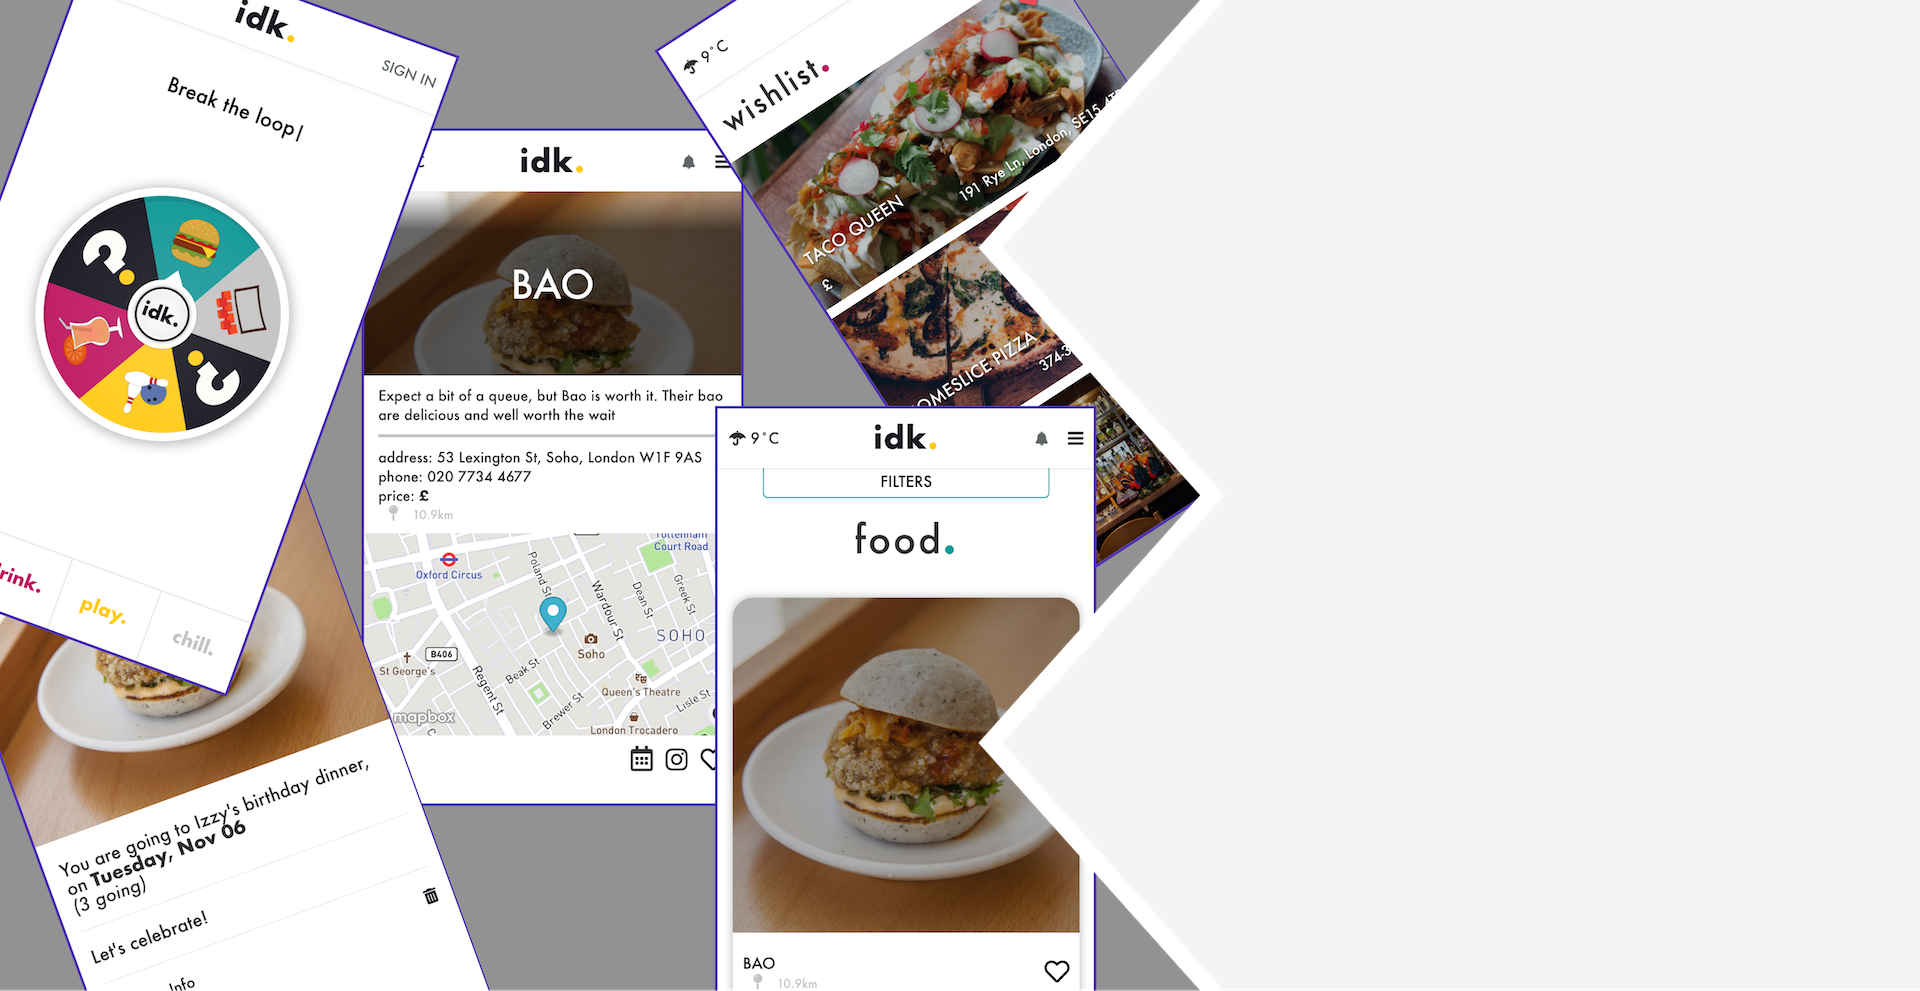 idk.
SIGN IN
Break the loop!
idk.
play.
chill.
You are going to Izzy's birthday dinner,
on Tuesday, Nov 06
(3 going)
Let's celebrate!
Info
idk.
BAO
Expect a bit of a queue, but Bao is worth it. Their bao
are delicious and well worth the wait
address: 53 Lexington St, Soho, London W1F 9AS
phone: 020 7734 4677
price: £
10.9km
Tottenham
Court Road
Oxford Circus
Poland St
Wardour St
Dean St
Greek St
SOHO
B406
Soho
St George's
Beak St
Regent St
Queen's Theatre
Brewer St
Lisle St
mapbox
London Trocadero
9°C
wishlist.
TACO QUEEN
191 Rye Ln, London, SE15
£
PIZZA
9°C
idk.
FILTERS
food.
BAO
10.9km